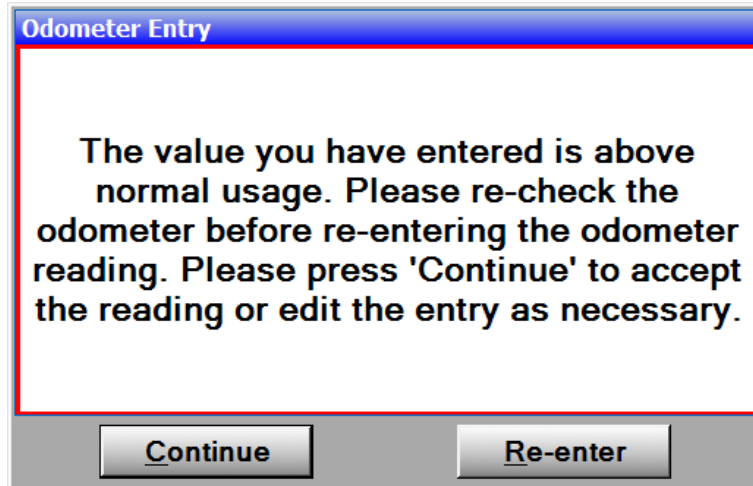 Odometer Entry
The value you have entered is above
normal usage. Please re-check the
odometer before re-entering the odometer
reading. Please press 'Continue' to accept
the reading or edit the entry as necessary.
Continue
Re-enter